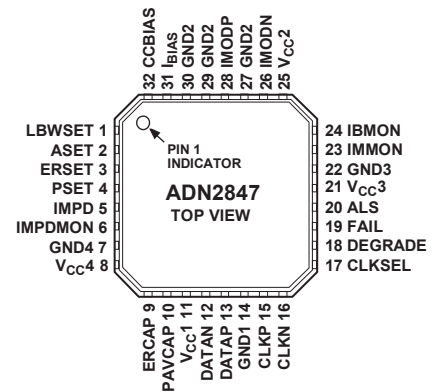 32 CCBIAS
31 IBIAS
30 GND2
29 GND2
28 IMODP
27 GND2
26 IMODN
25 VCC2
LBWSET 1
ASET 2
ERSET 3
PSET 4
IMPD 5
IMPDMON 6
GND4 7
VCC4 8
PIN 1
INDICATOR
ADN2847
TOP VIEW
24 IBMON
23 IMMON
22 GND3
21 VCC3
20 ALS
19 FAIL
18 DEGRADE
17 CLKSEL
ERCAP 9
PAVCAP 10
VCC1 11
DATAN 12
DATAP 13
GND1 14
CLKP 15
CLKN 16